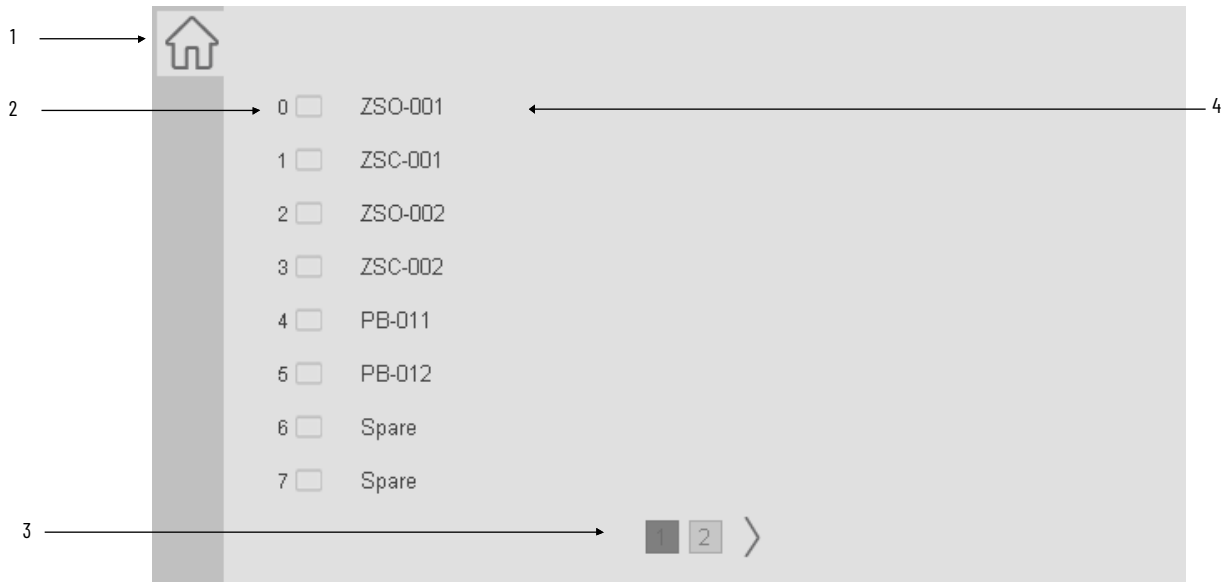 1
2 0 ZSO-001 4
1 ZSC-001
2 ZSO-002
3 ZSC-002
4 PB-011
5 PB-012
6 Spare
7 Spare
3 1 2